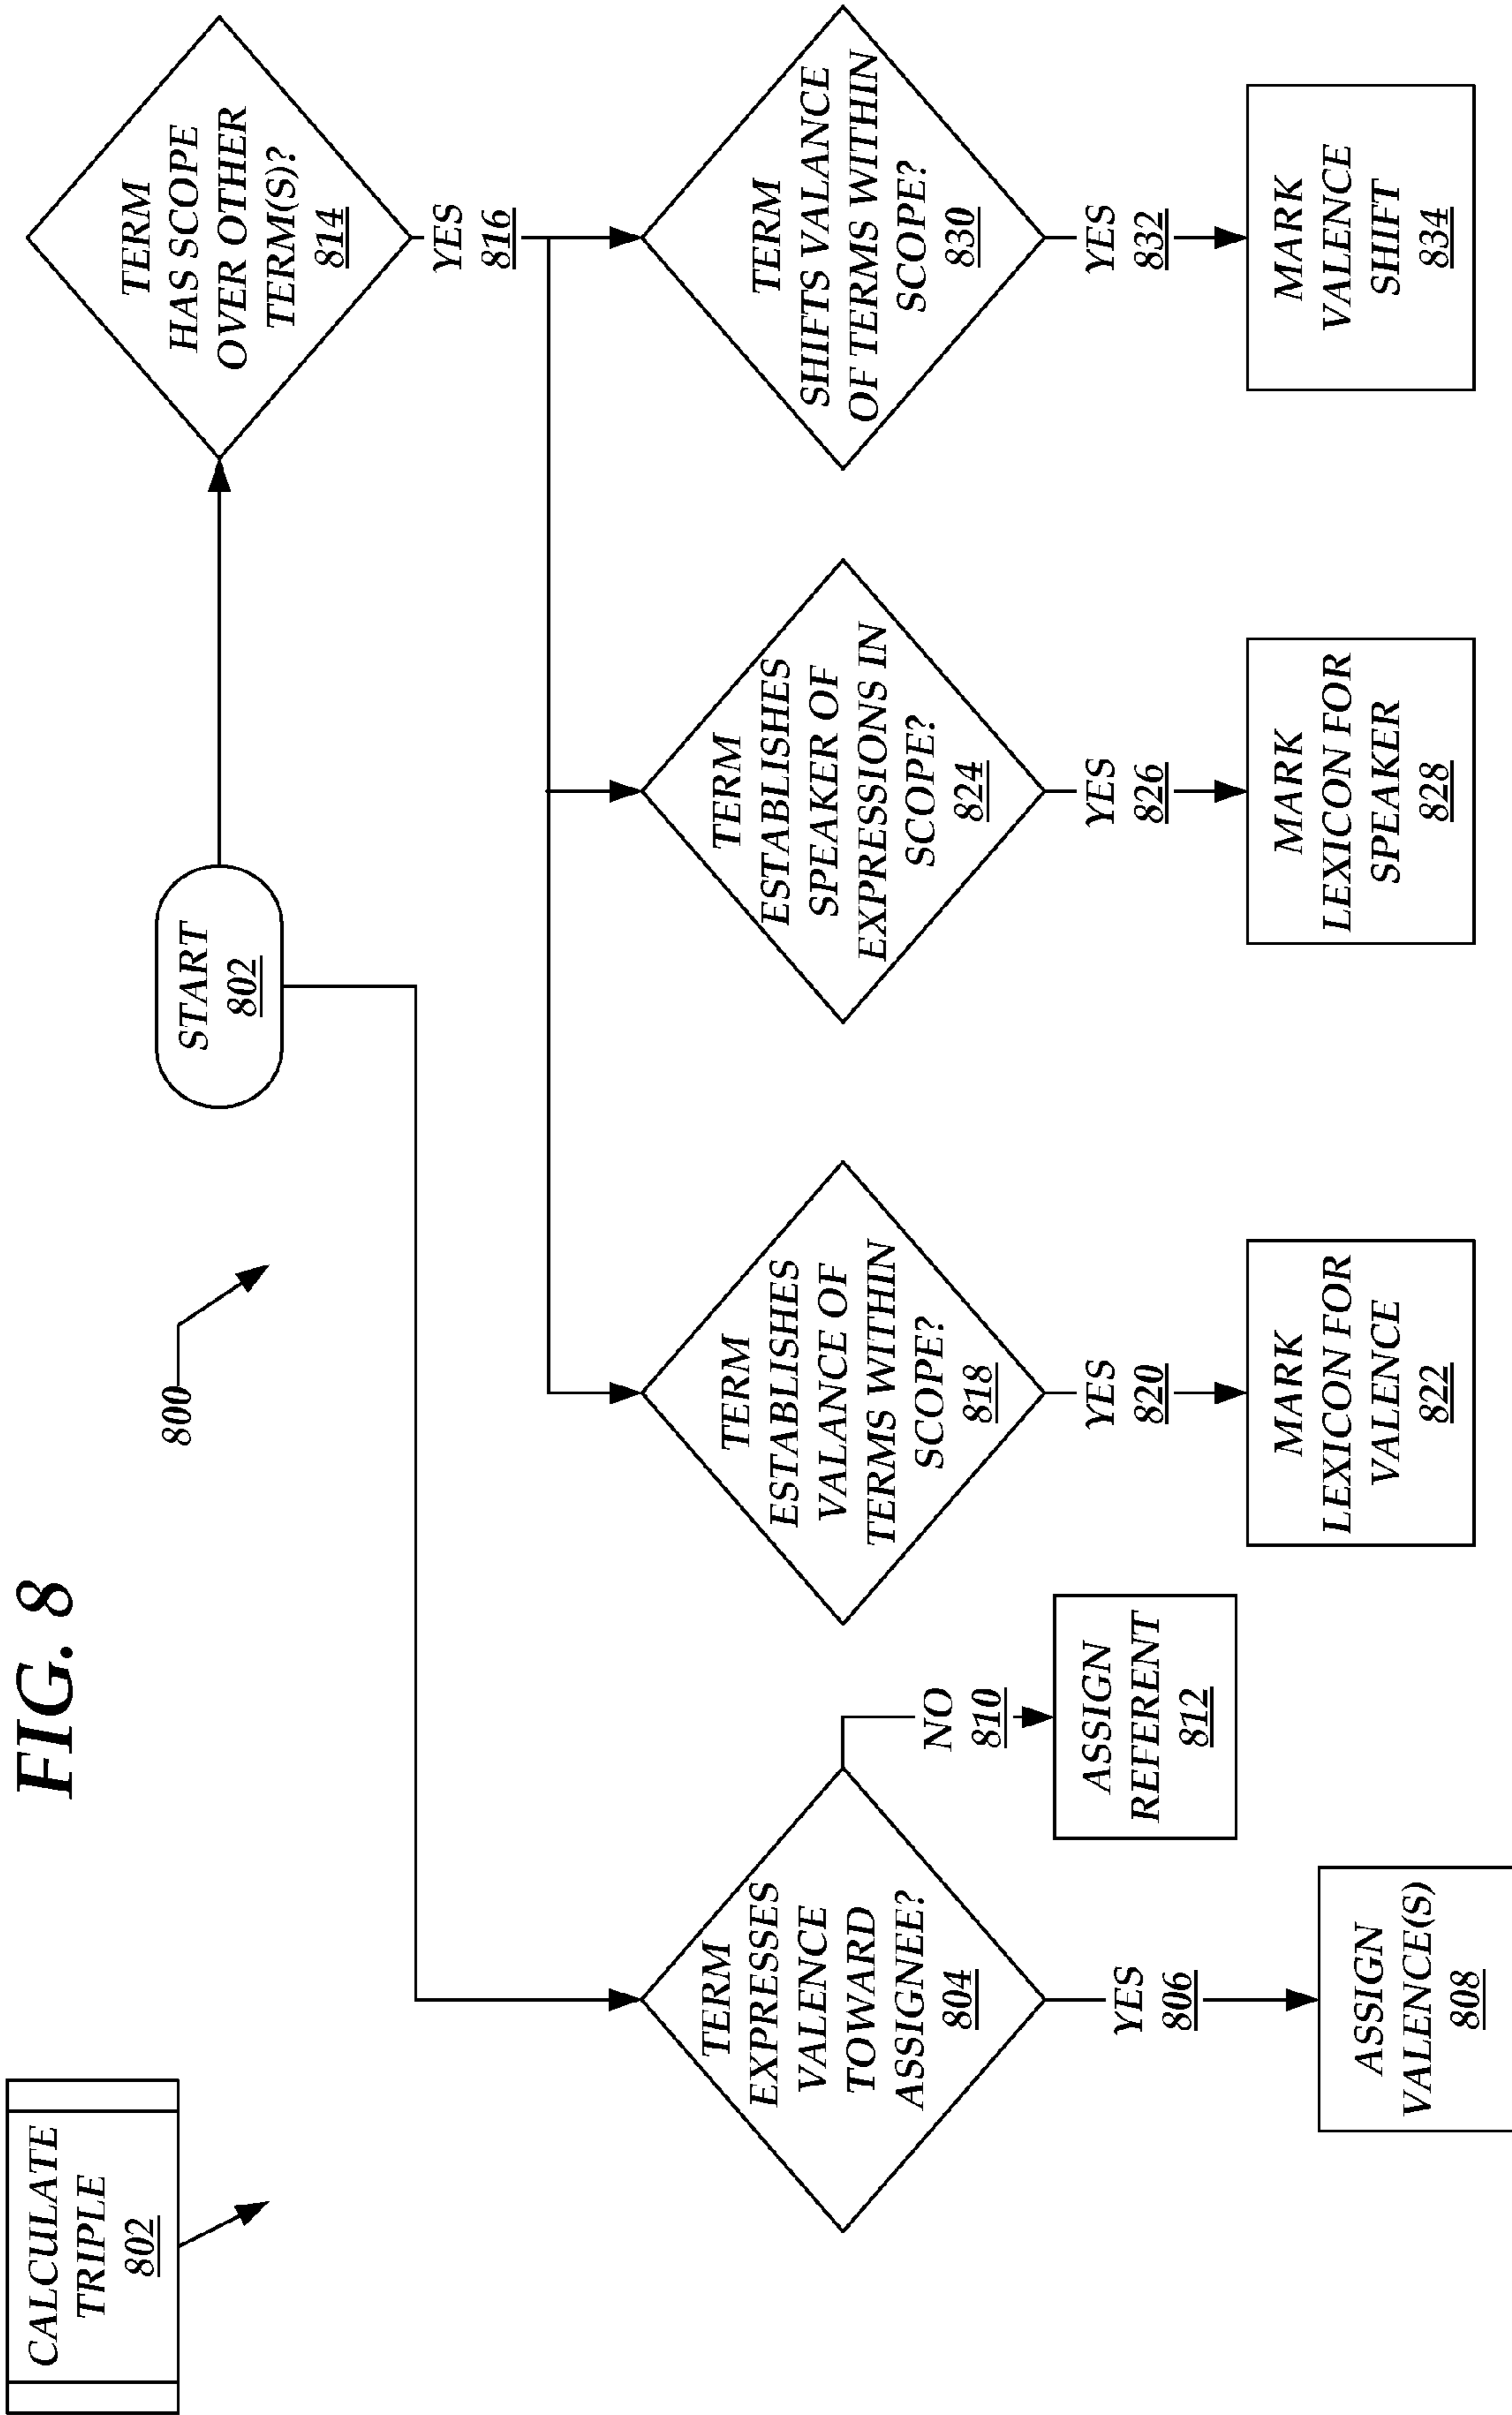 FIG. 8
CALCULATE
TRIPLE
802
800
START
802
TERM
HAS SCOPE
OVER OTHER
TERM(S)?
814
YES
816
TERM
EXPRESSES
VALENCE
TOWARD
ASSIGNEE?
804
NO
810
ASSIGN
REFERENT
812
YES
806
ASSIGN
VALENCE(S)
808
TERM
ESTABLISHES
VALANCE OF
TERMS WITHIN
SCOPE?
818
YES
820
MARK
LEXICON FOR
VALENCE
822
TERM
ESTABLISHES
SPEAKER OF
EXPRESSIONS IN
SCOPE?
824
YES
826
MARK
LEXICON FOR
SPEAKER
828
TERM
SHIFTS VALANCE
OF TERMS WITHIN
SCOPE?
830
YES
832
MARK
VALENCE
SHIFT
834